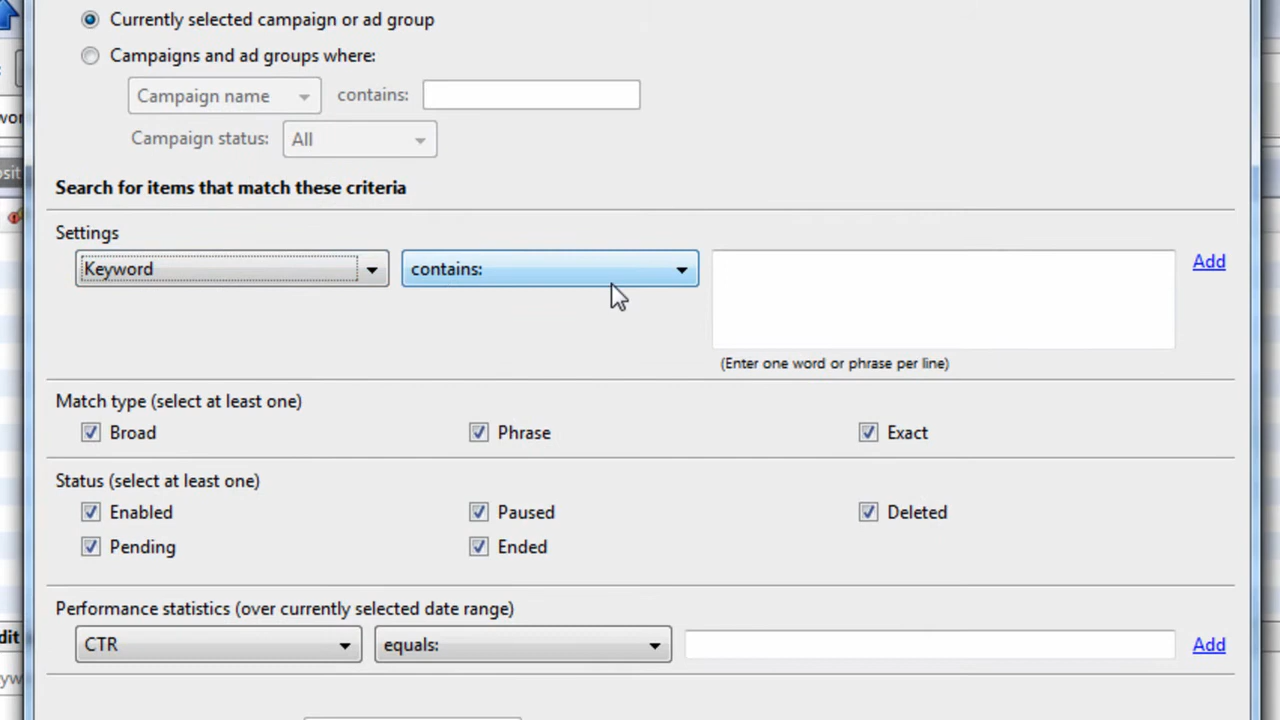 Currently selected campaign or ad group
Campaigns and ad groups where:
Campaign name contains:
Campaign status: All
Search for items that match these criteria
Settings
Keyword contains: Add
(Enter one word or phrase per line)
Match type (select at least one)
Broad Phrase Exact
Status (select at least one)
Enabled Paused Deleted
Pending Ended
Performance statistics (over currently selected date range)
CTR equals: Add